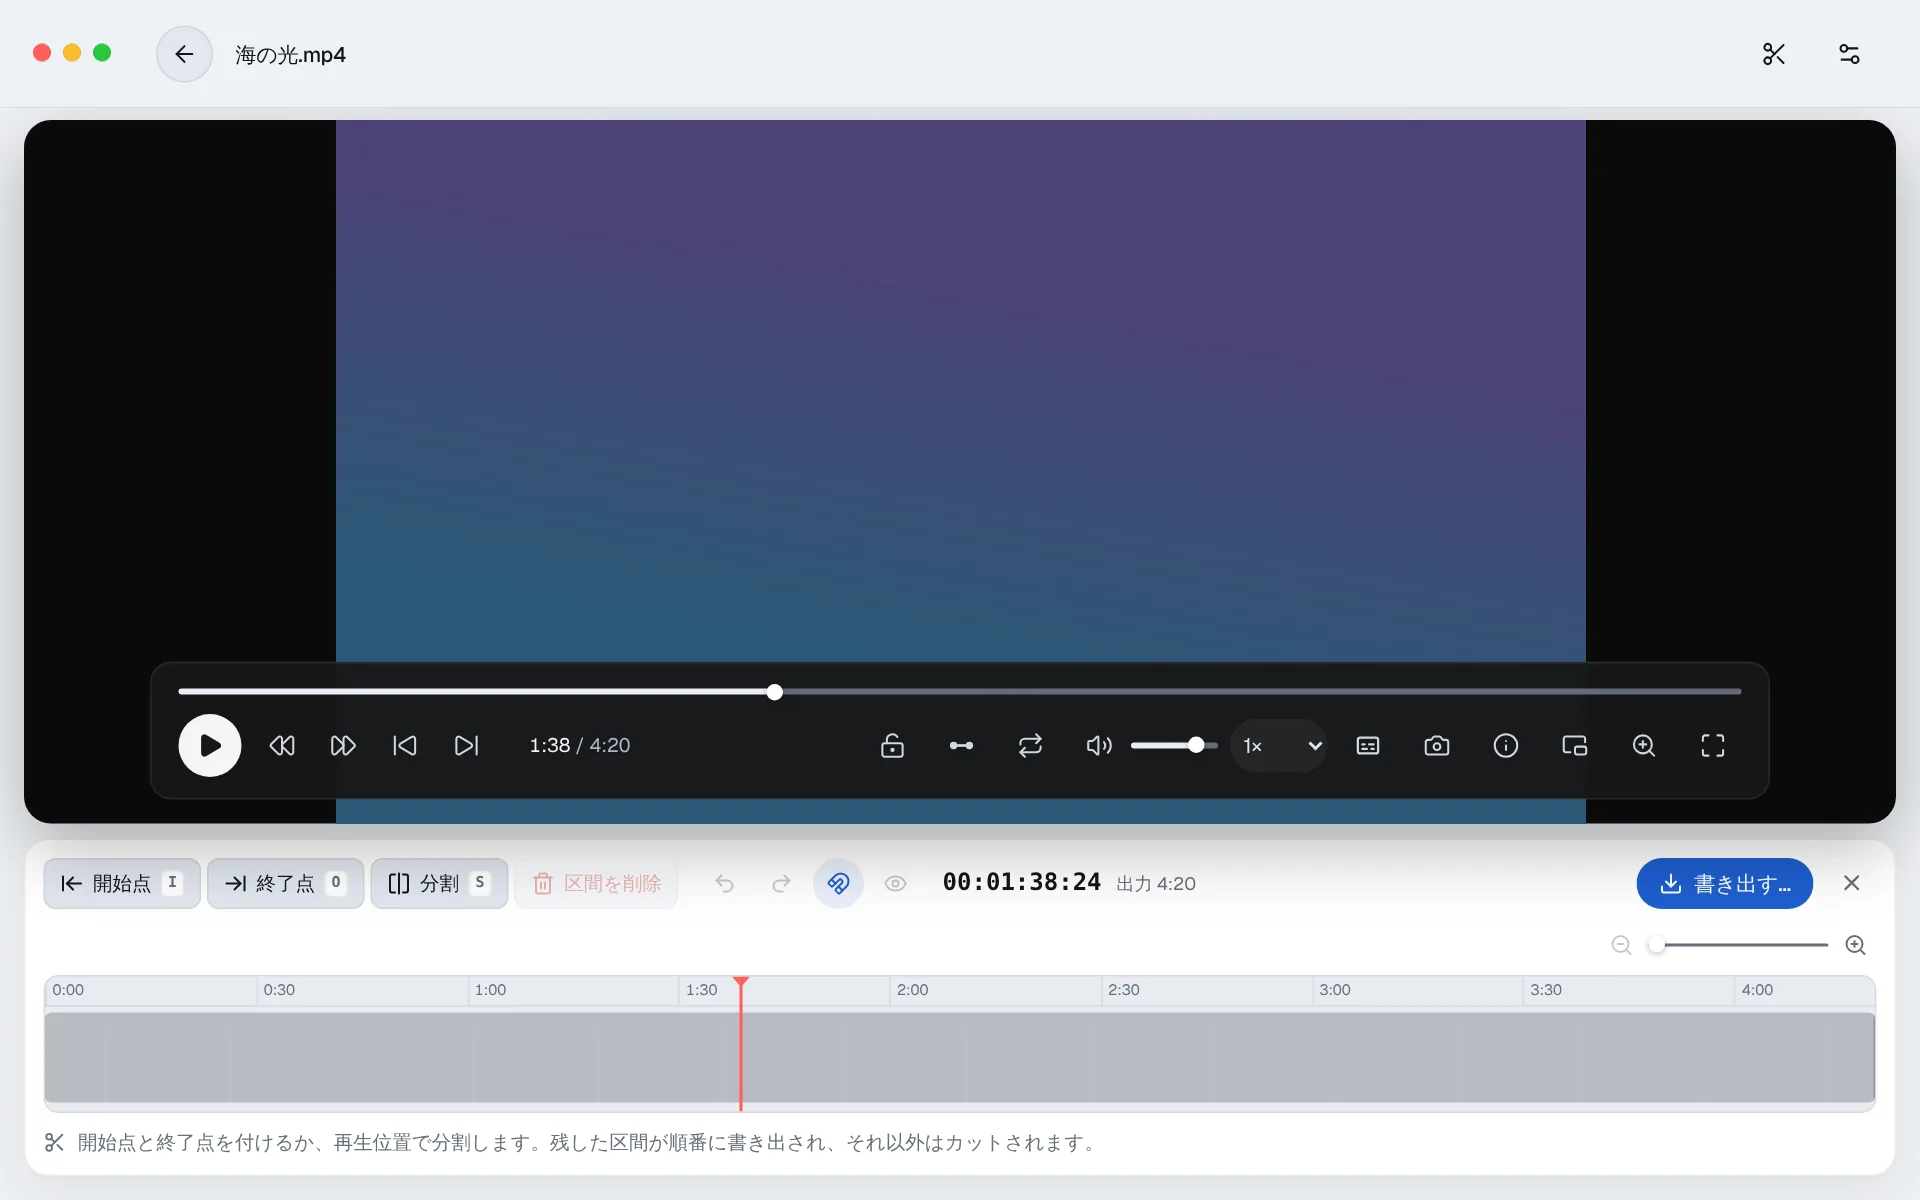 海の光.mp4
1:38 / 4:20
1×
開始点 I
終了点 O
分割 S
区間を削除
00:01:38:24
出力 4:20
書き出す…
0:00 0:30 1:00 1:30 2:00 2:30 3:00 3:30 4:00
開始点と終了点を付けるか、再生位置で分割します。残した区間が順番に書き出され、それ以外はカットされます。